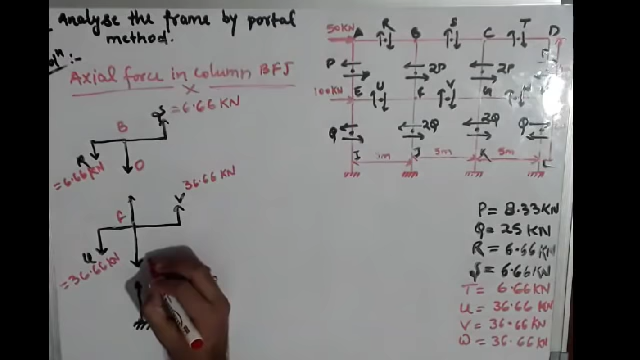 Analyse the frame by portal
method.
Solⁿ :-
Axial force in column BFJ
50KN A R B S C T D
P 2P 2P
100KN E U F V G
Q 2Q 2Q Q
I J K L
7m 5m 5m
S = 6.66 KN
B
R = 6.66 KN
O
V 36.66 KN
F
U = 36.66 KN
P = 8.33 KN
Q = 25 KN
R = 6.66 KN
S = 6.66 KN
T = 6.66 KN
U = 36.66 KN
V = 36.66 KN
W = 36.66 KN